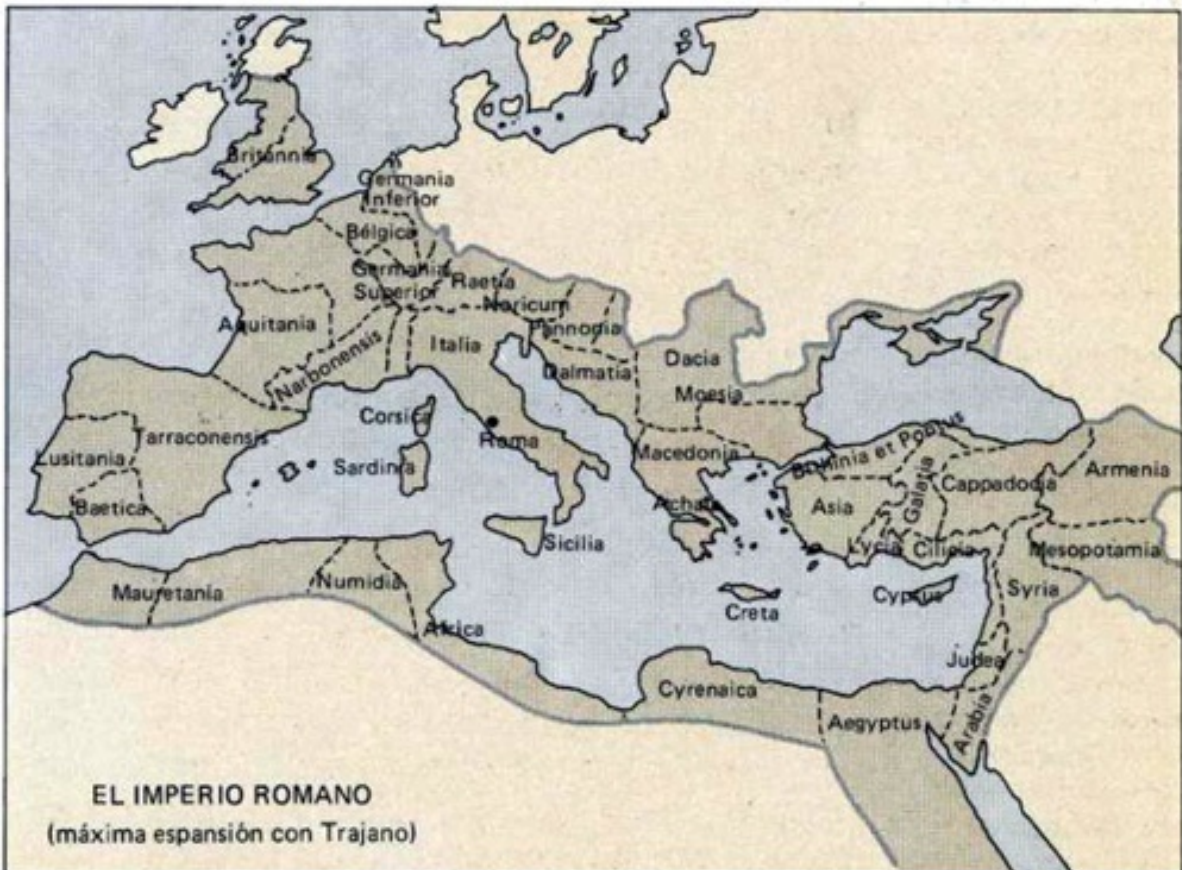 Britannia
Germania
Inferior
Bélgica
Germania
Superior
Raetia
Noricum
Pannonia
Aquitania
Narbonensis
Italia
Dalmatia
Dacia
Moesia
Corsica
Roma
Macedonia
Bithinia et Pontus
Armenia
Tarraconensis
Lusitania
Sardinia
Galatia
Cappadocia
Baetica
Achaia
Asia
Sicilia
Lycia
Cilicia
Mesopotamia
Mauretania
Numidia
Creta
Cyprus
Syria
Africa
Judea
Cyrenaica
Aegyptus
Arabia
EL IMPERIO ROMANO
(máxima espansión con Trajano)